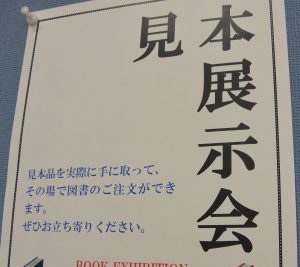 見本展示会
見本品を実際に手に取って、
その場で図書のご注文ができ
ます。
ぜひお立ち寄りください。
BOOK EXHIBITION